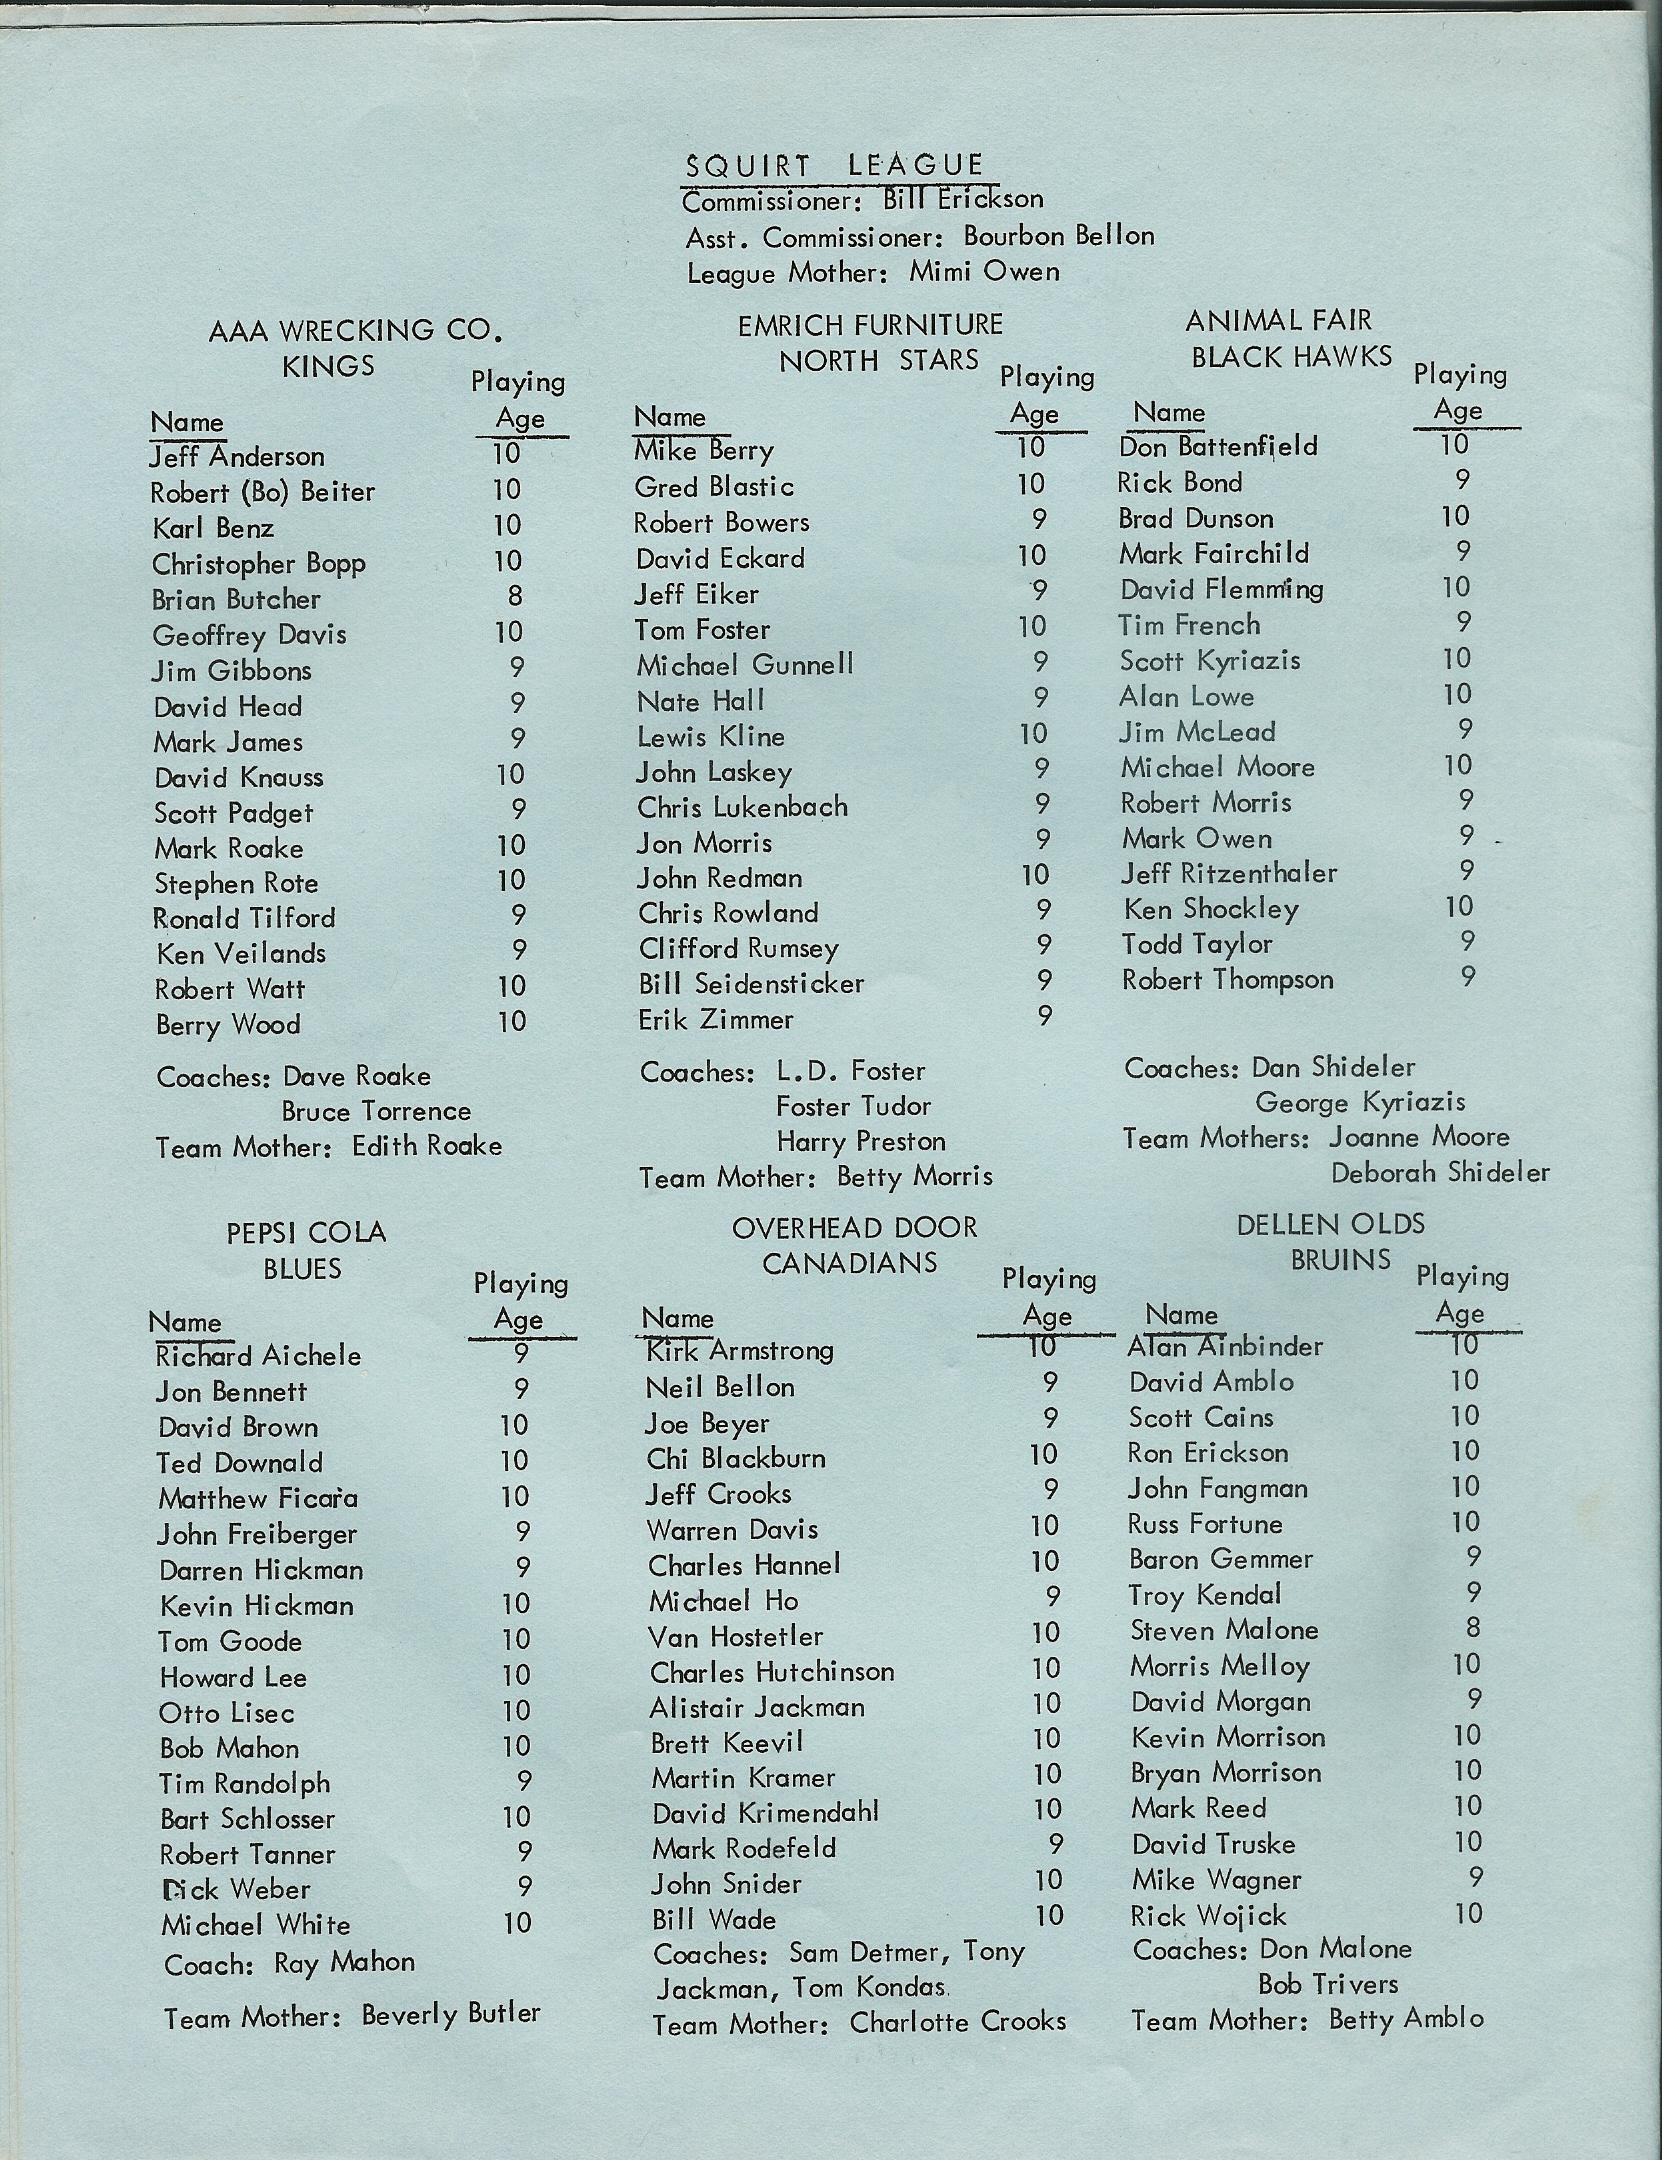 SQUIRT LEAGUE
Commissioner: Bill Erickson
Asst. Commissioner: Bourbon Bellon
League Mother: Mimi Owen
AAA WRECKING CO.
KINGS
Playing
Name Age
Jeff Anderson 10
Robert (Bo) Beiter 10
Karl Benz 10
Christopher Bopp 10
Brian Butcher 8
Geoffrey Davis 10
Jim Gibbons 9
David Head 9
Mark James 9
David Knauss 10
Scott Padget 9
Mark Roake 10
Stephen Rote 10
Ronald Tilford 9
Ken Veilands 9
Robert Watt 10
Berry Wood 10
Coaches: Dave Roake
Bruce Torrence
Team Mother: Edith Roake
EMRICH FURNITURE
NORTH STARS
Playing
Name Age
Mike Berry 10
Gred Blastic 10
Robert Bowers 9
David Eckard 10
Jeff Eiker 9
Tom Foster 10
Michael Gunnell 9
Nate Hall 9
Lewis Kline 10
John Laskey 9
Chris Lukenbach 9
Jon Morris 9
John Redman 10
Chris Rowland 9
Clifford Rumsey 9
Bill Seidensticker 9
Erik Zimmer 9
Coaches: L.D. Foster
Foster Tudor
Harry Preston
Team Mother: Betty Morris
ANIMAL FAIR
BLACK HAWKS
Playing
Name Age
Don Battenfield 10
Rick Bond 9
Brad Dunson 10
Mark Fairchild 9
David Flemming 10
Tim French 9
Scott Kyriazis 10
Alan Lowe 10
Jim McLead 9
Michael Moore 10
Robert Morris 9
Mark Owen 9
Jeff Ritzenthaler 9
Ken Shockley 10
Todd Taylor 9
Robert Thompson 9
Coaches: Dan Shideler
George Kyriazis
Team Mothers: Joanne Moore
Deborah Shideler
PEPSI COLA
BLUES
Playing
Name Age
Richard Aichele 9
Jon Bennett 9
David Brown 10
Ted Downald 10
Matthew Ficara 10
John Freiberger 9
Darren Hickman 9
Kevin Hickman 10
Tom Goode 10
Howard Lee 10
Otto Lisec 10
Bob Mahon 10
Tim Randolph 9
Bart Schlosser 10
Robert Tanner 9
Dick Weber 9
Michael White 10
Coach: Ray Mahon
Team Mother: Beverly Butler
OVERHEAD DOOR
CANADIANS
Playing
Name Age
Kirk Armstrong 10
Neil Bellon 9
Joe Beyer 9
Chi Blackburn 10
Jeff Crooks 9
Warren Davis 10
Charles Hannel 10
Michael Ho 9
Van Hostetler 10
Charles Hutchinson 10
Alistair Jackman 10
Brett Keevil 10
Martin Kramer 10
David Krimendahl 10
Mark Rodefeld 9
John Snider 10
Bill Wade 10
Coaches: Sam Detmer, Tony
Jackman, Tom Kondas.
Team Mother: Charlotte Crooks
DELLEN OLDS
BRUINS
Playing
Name Age
Alan Ainbinder 10
David Amblo 10
Scott Cains 10
Ron Erickson 10
John Fangman 10
Russ Fortune 10
Baron Gemmer 9
Troy Kendal 9
Steven Malone 8
Morris Melloy 10
David Morgan 9
Kevin Morrison 10
Bryan Morrison 10
Mark Reed 10
David Truske 10
Mike Wagner 9
Rick Wojick 10
Coaches: Don Malone
Bob Trivers
Team Mother: Betty Amblo